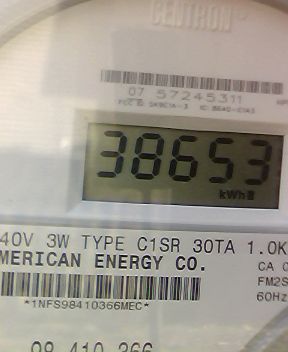 CENTRON
07 57245311
38653
kWh
40V 3W TYPE C1SR 30TA 1.0K
MERICAN ENERGY CO.
CA 0
FM2S
60Hz
*1NFS98410366MEC*
98 410 366